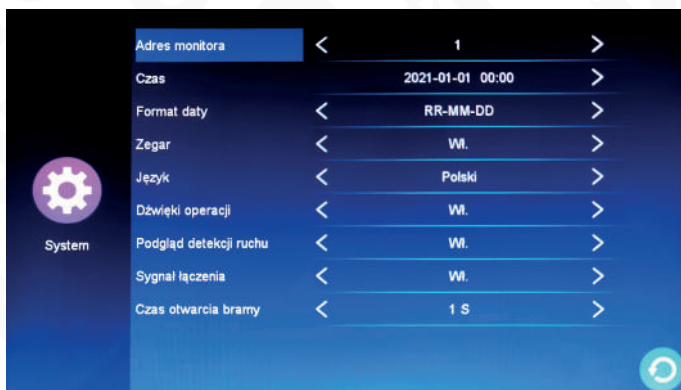 Adres monitora < 1 >
Czas 2021-01-01 00:00 >
Format daty < RR-MM-DD >
Zegar < Wł. >
Język < Polski >
Dźwięki operacji < Wł. >
System
Podgląd detekcji ruchu < Wł. >
Sygnał łączenia < Wł. >
Czas otwarcia bramy < 1 S >